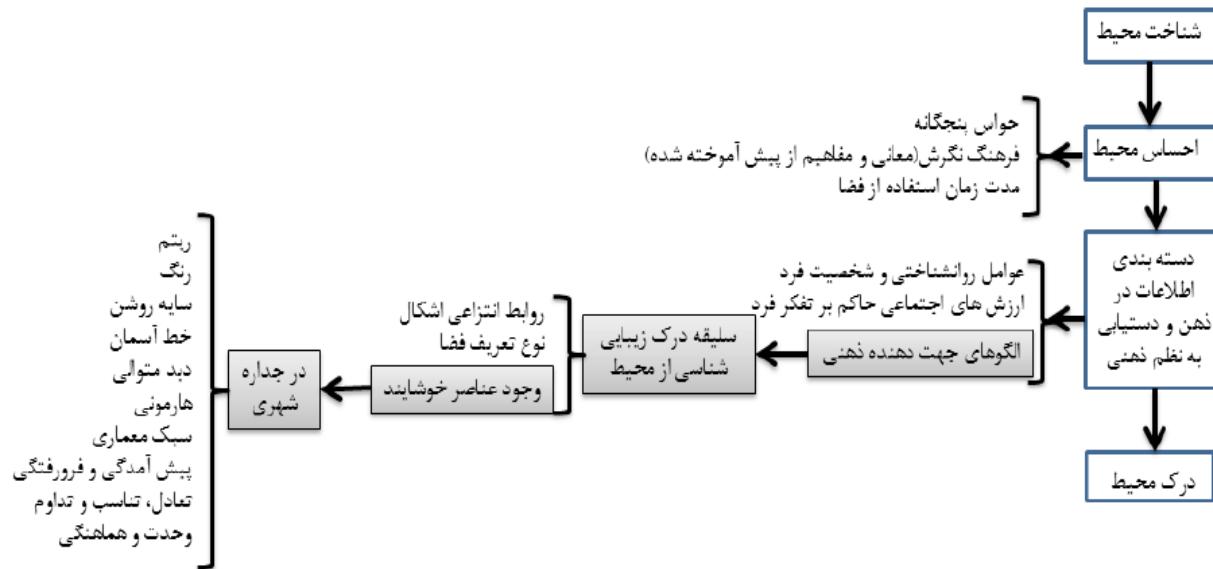 شناخت محیط
احساس محیط
حواس پنجگانه
فرهنگ نگرش(معانی و مفاهیم از پیش آموخته شده)
مدت زمان استفاده از فضا
دسته بندی
اطلاعات در
ذهن و دستیابی
به نظم ذهنی
عوامل روانشناختی و شخصیت فرد
ارزش های اجتماعی حاکم بر تفکر فرد
الگوهای جهت دهنده ذهنی
سلیقه درک زیبایی
شناسی از محیط
روابط انتزاعی اشکال
نوع تعریف فضا
وجود عناصر خوشایند
در جداره
شهری
ریتم
رنگ
سایه روشن
خط آسمان
دید متوالی
هارمونی
سبک معماری
پیش آمدگی و فرورفتگی
تعادل، تناسب و تداوم
وحدت و هماهنگی
درک محیط